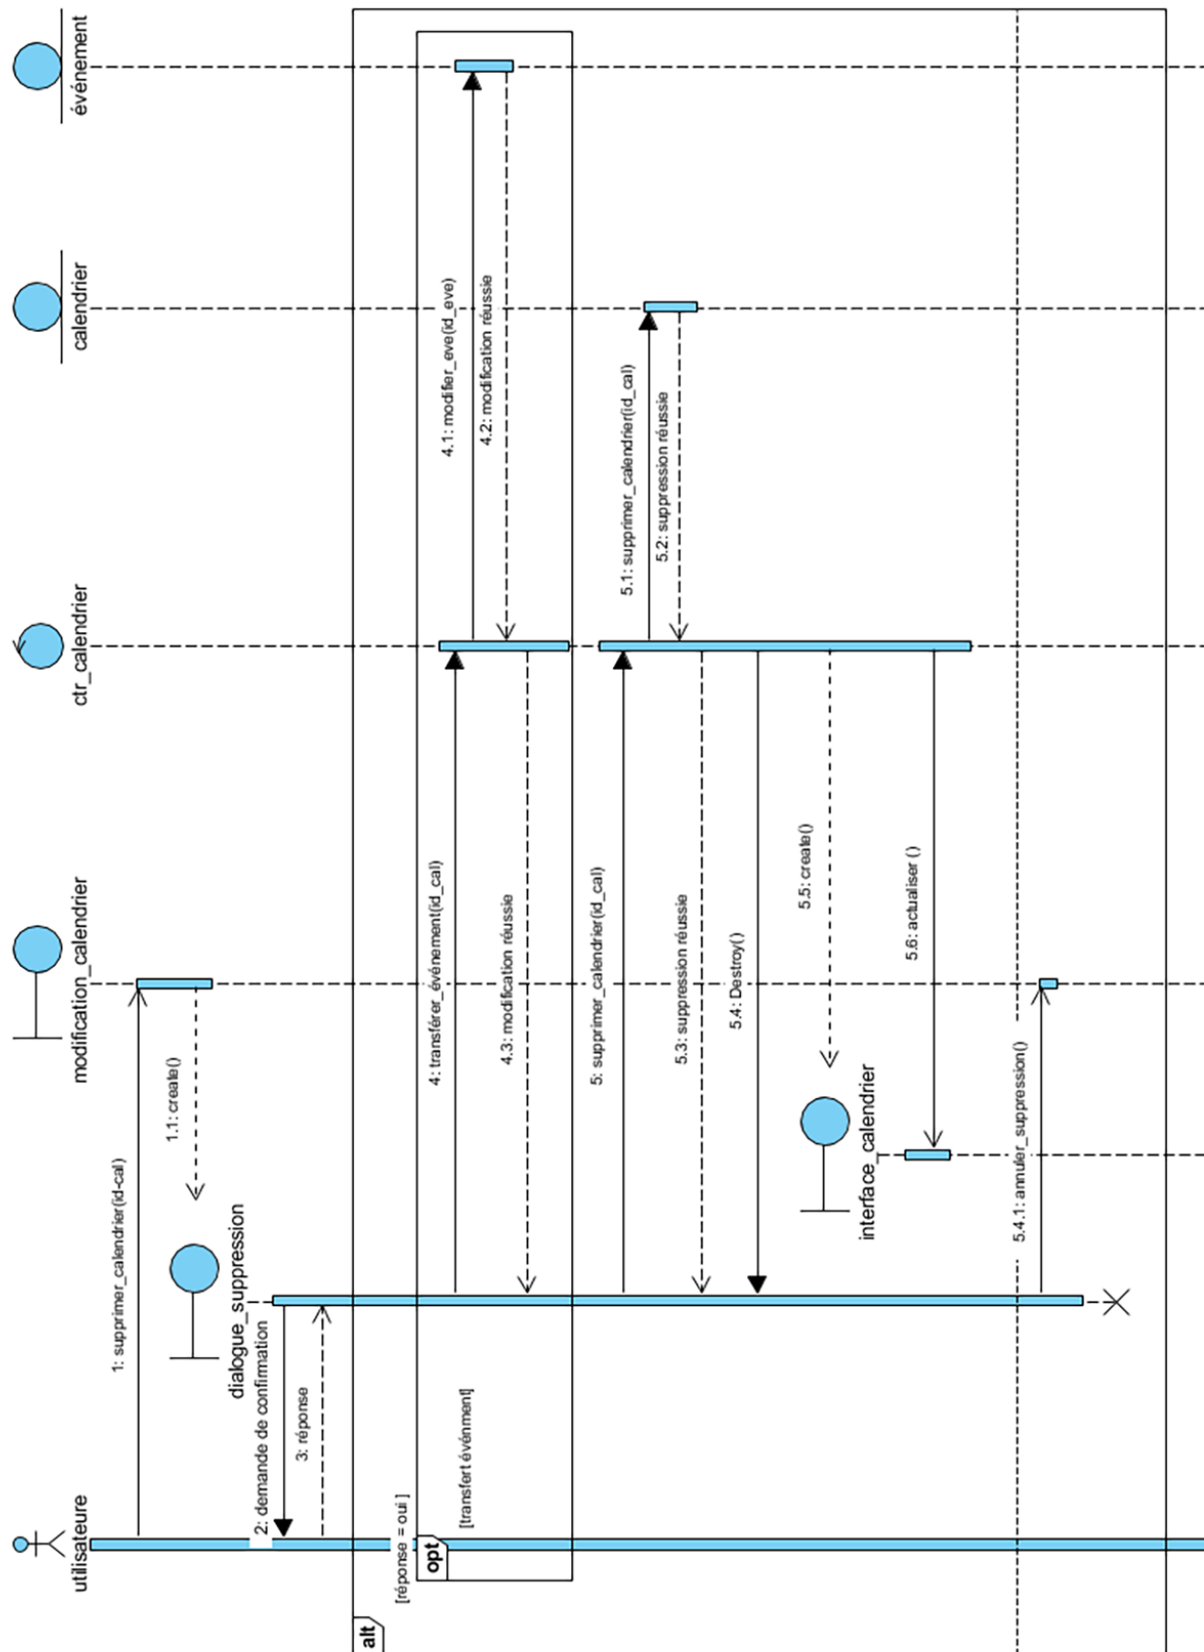 utilisateure
modification_calendrier
ctr_calendrier
calendrier
événement
1: supprimer_calendrier(id-cal)
1.1: create()
dialogue_suppression
2: demande de confirmation
3: réponse
alt
[réponse = oui ]
opt
[transfert événment]
4: transférer_événement(id_cal)
4.1: modifier_eve(id_eve)
4.2: modification réussie
4.3: modification réussie
5: supprimer_calendrier(id_cal)
5.1: supprimer_calendrier(id_cal)
5.2: suppression réussie
5.3: suppression réussie
5.4: Destroy()
5.5: create()
interface_calendrier
5.6: actualiser ()
5.4.1: annuler_suppression()